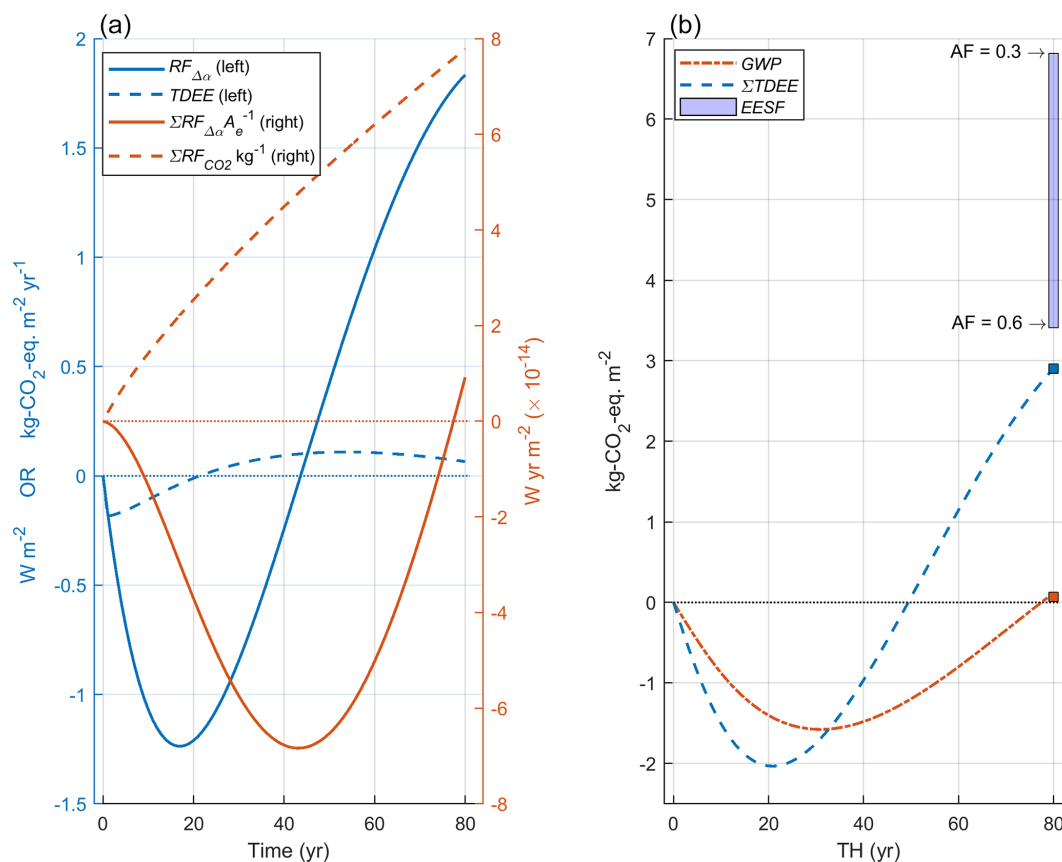 (a)
2
1.5
1
0.5
0
-0.5
-1
-1.5
W m⁻² OR kg-CO₂-eq. m⁻² yr⁻¹
RF_Δα (left)
TDEE (left)
ΣRF_Δα A_e⁻¹ (right)
ΣRF_CO2 kg⁻¹ (right)
8
6
4
2
0
-2
-4
-6
-8
W yr m⁻² (× 10⁻¹⁴)
0 20 40 60 80
Time (yr)
(b)
7
6
5
4
3
2
1
0
-1
-2
kg-CO₂-eq. m⁻²
GWP
ΣTDEE
EESF
AF = 0.3 →
AF = 0.6 →
0 20 40 60 80
TH (yr)